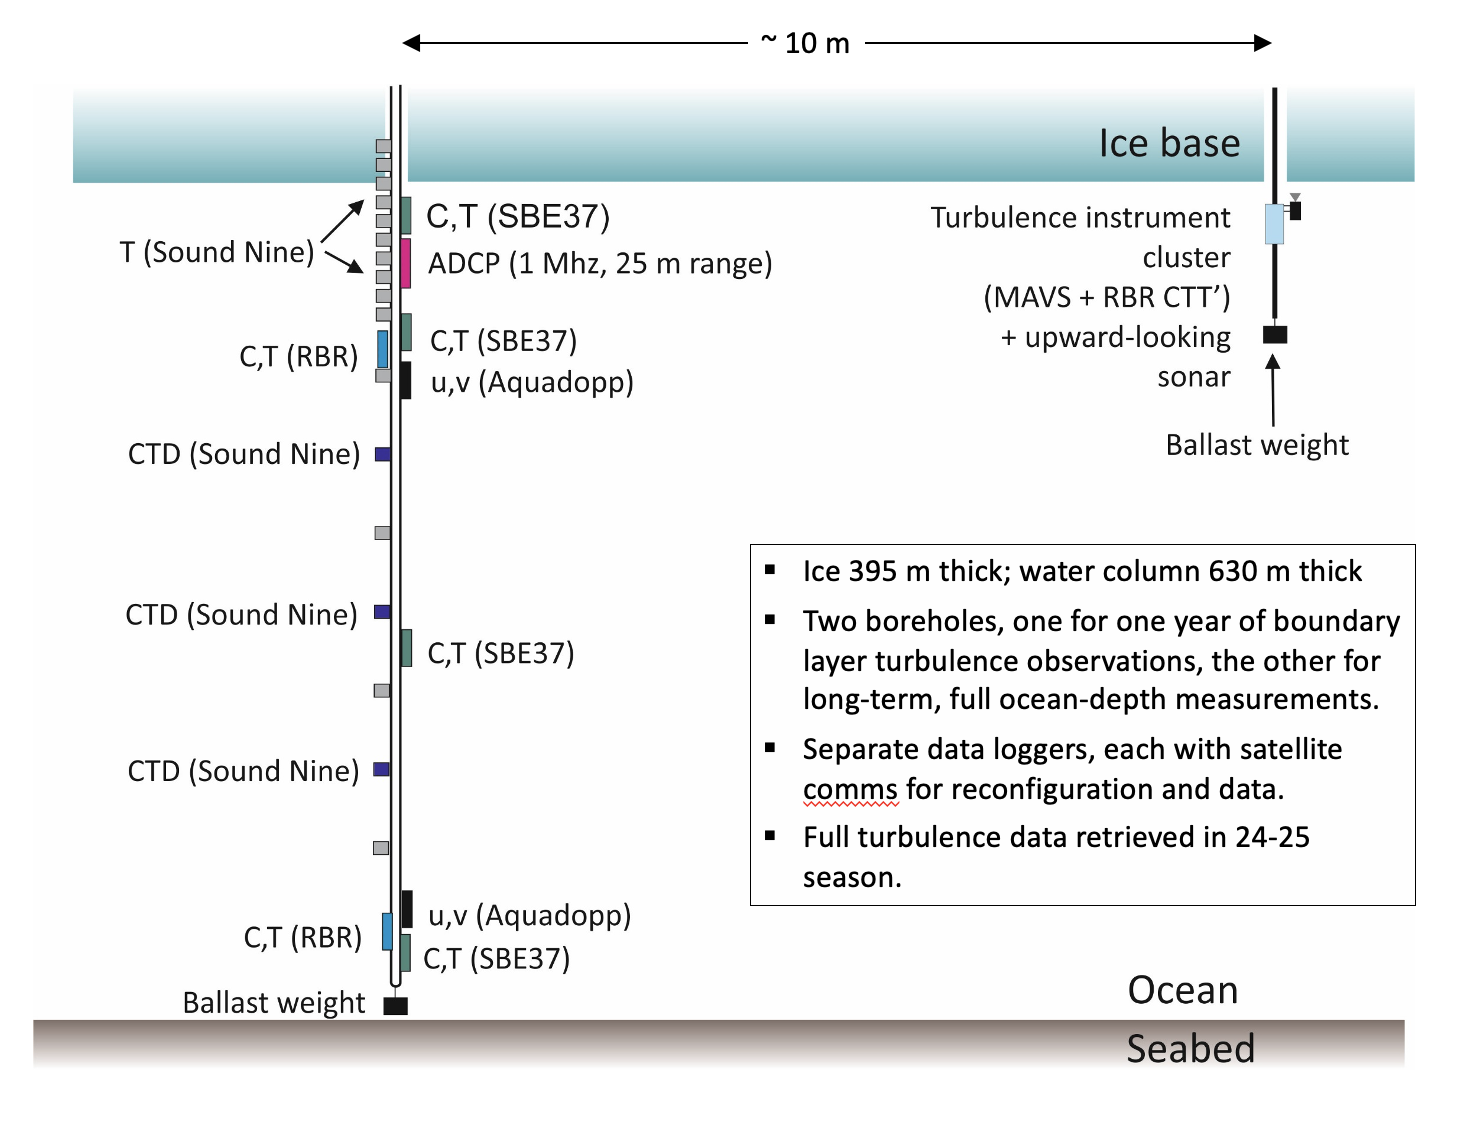 ~ 10 m
Ice base
C,T (SBE37)
T (Sound Nine)
ADCP (1 Mhz, 25 m range)
C,T (SBE37)
C,T (RBR)
u,v (Aquadopp)
CTD (Sound Nine)
CTD (Sound Nine)
C,T (SBE37)
CTD (Sound Nine)
u,v (Aquadopp)
C,T (RBR)
C,T (SBE37)
Ballast weight
Turbulence instrument
cluster
(MAVS + RBR CTT’)
+ upward-looking
sonar
Ballast weight
▪ Ice 395 m thick; water column 630 m thick
▪ Two boreholes, one for one year of boundary
layer turbulence observations, the other for
long-term, full ocean-depth measurements.
▪ Separate data loggers, each with satellite
comms for reconfiguration and data.
▪ Full turbulence data retrieved in 24-25
season.
Ocean
Seabed